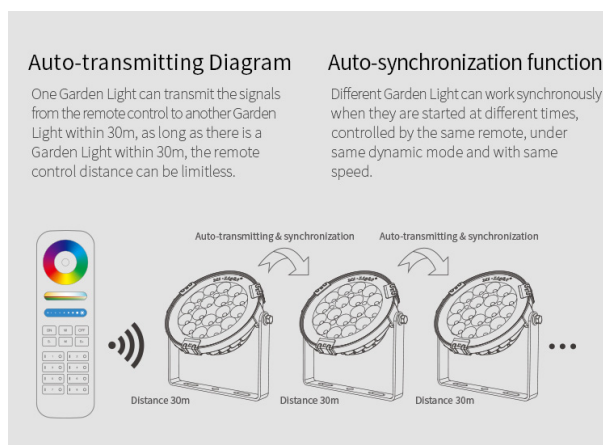 Auto-transmitting Diagram
One Garden Light can transmit the signals
from the remote control to another Garden
Light within 30m, as long as there is a
Garden Light within 30m, the remote
control distance can be limitless.
Auto-synchronization function
Different Garden Light can work synchronously
when they are started at different times,
controlled by the same remote, under
same dynamic mode and with same
speed.
Auto-transmitting & synchronization
Auto-transmitting & synchronization
ON
OFF
Distance 30m
Distance 30m
Distance 30m